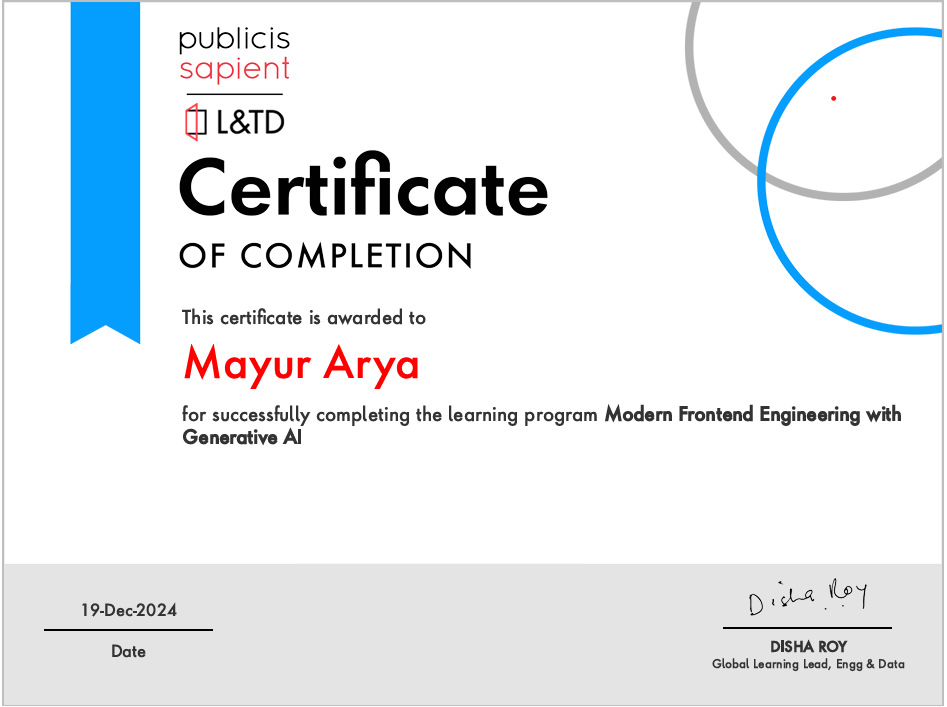 publicis
sapient
L&TD
Certificate
OF COMPLETION
This certificate is awarded to
Mayur Arya
for successfully completing the learning program Modern Frontend Engineering with
Generative AI
19-Dec-2024
Date
Disha Roy
DISHA ROY
Global Learning Lead, Engg & Data